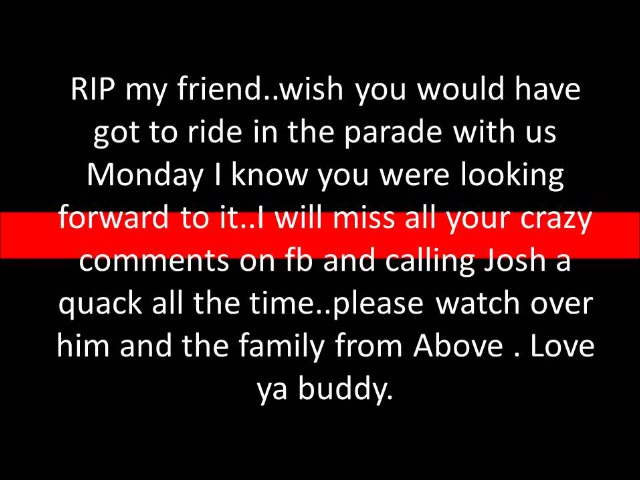 RIP my friend..wish you would have
got to ride in the parade with us
Monday I know you were looking
forward to it..I will miss all your crazy
comments on fb and calling Josh a
quack all the time..please watch over
him and the family from Above . Love
ya buddy.